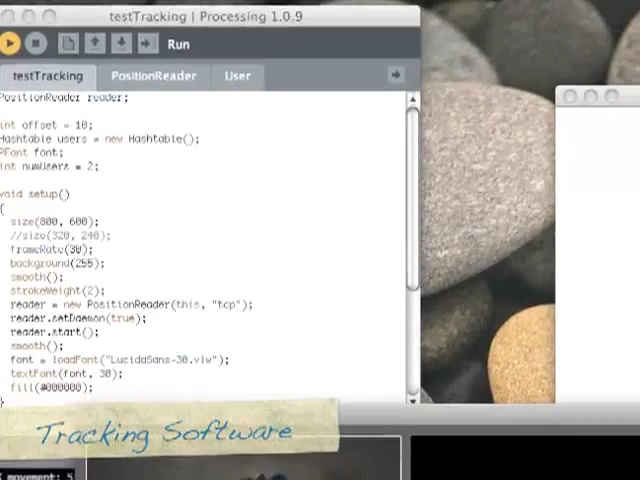 testTracking | Processing 1.0.9
Run
testTracking PositionReader User
PositionReader reader;
int offset = 10;
Hashtable users = new Hashtable();
PFont font;
int numUsers = 2;
void setup()
{
size(800, 600);
//size(320, 240);
frameRate(30);
background(255);
smooth();
strokeWeight(2);
reader = new PositionReader(this, "tcp");
reader.setDaemon(true);
reader.start();
smooth();
font = loadFont("LucidaSans-30.vlw");
textFont(font, 30);
fill(#000000);
}
Tracking Software
movement: 5